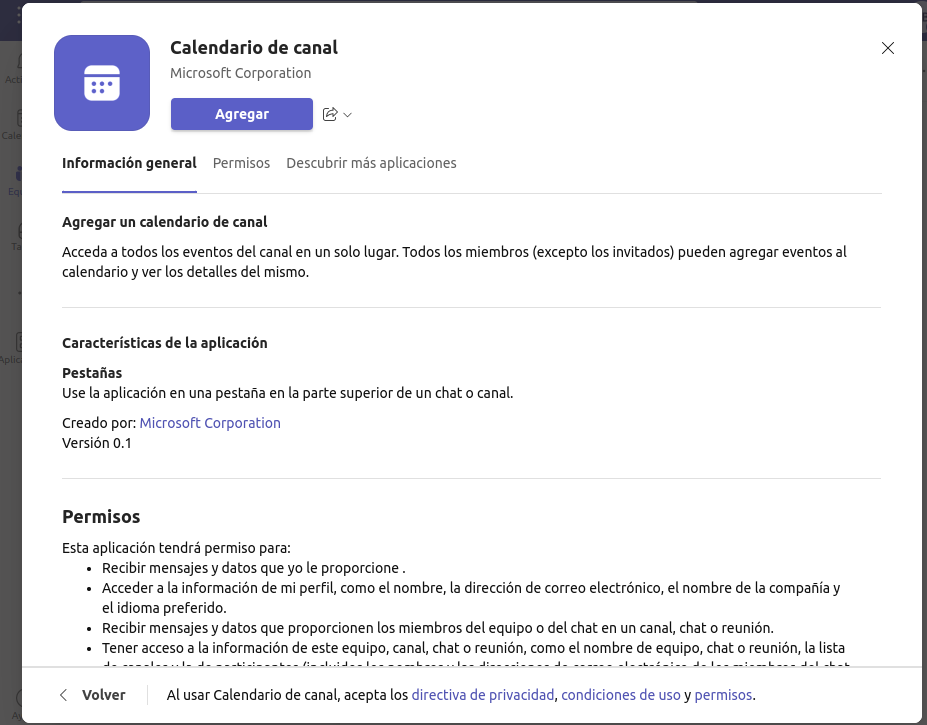 Calendario de canal
Microsoft Corporation
Agregar
Información general Permisos Descubrir más aplicaciones
Agregar un calendario de canal
Acceda a todos los eventos del canal en un solo lugar. Todos los miembros (excepto los invitados) pueden agregar eventos al
calendario y ver los detalles del mismo.
Características de la aplicación
Pestañas
Use la aplicación en una pestaña en la parte superior de un chat o canal.
Creado por: Microsoft Corporation
Versión 0.1
Permisos
Esta aplicación tendrá permiso para:
• Recibir mensajes y datos que yo le proporcione .
• Acceder a la información de mi perfil, como el nombre, la dirección de correo electrónico, el nombre de la compañía y
el idioma preferido.
• Recibir mensajes y datos que proporcionen los miembros del equipo o del chat en un canal, chat o reunión.
• Tener acceso a la información de este equipo, canal, chat o reunión, como el nombre de equipo, chat o reunión, la lista
Volver
Al usar Calendario de canal, acepta los directiva de privacidad, condiciones de uso y permisos.